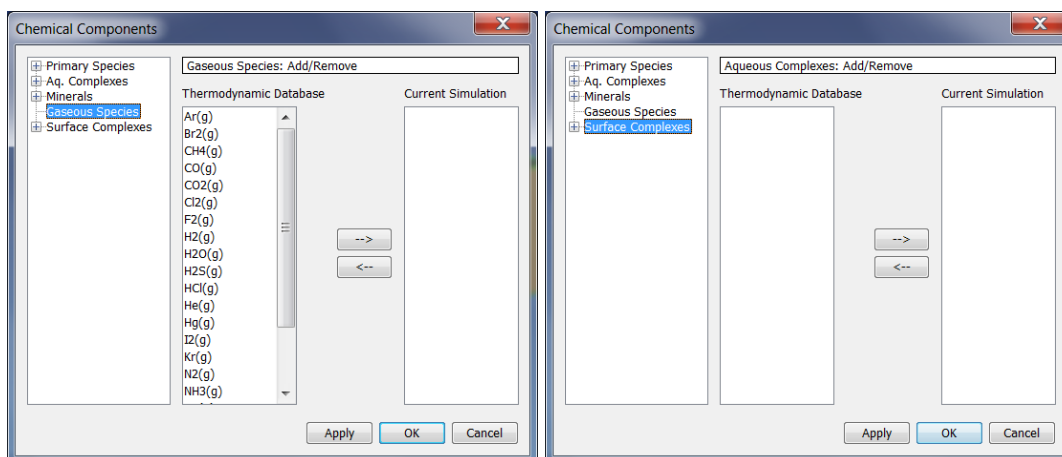 Chemical Components
X
Primary Species
Aq. Complexes
Minerals
Gaseous Species
Surface Complexes
Gaseous Species: Add/Remove
Thermodynamic Database
Current Simulation
Ar(g)
Br2(g)
CH4(g)
CO(g)
CO2(g)
Cl2(g)
F2(g)
H2(g)
H2O(g)
H2S(g)
HCl(g)
He(g)
Hg(g)
I2(g)
Kr(g)
N2(g)
NH3(g)
-->
<--
Apply
OK
Cancel
Chemical Components
X
Primary Species
Aq. Complexes
Minerals
Gaseous Species
Surface Complexes
Aqueous Complexes: Add/Remove
Thermodynamic Database
Current Simulation
-->
<--
Apply
OK
Cancel